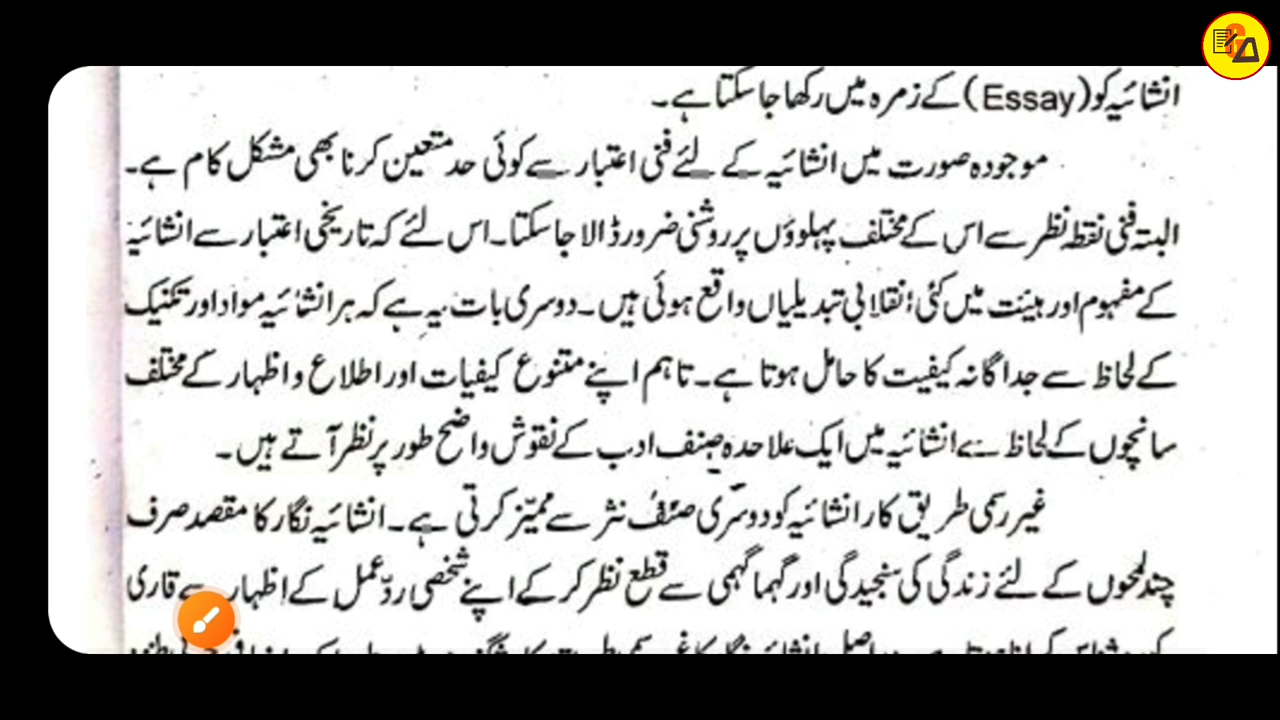 انشائیہ کو (Essay) کے زمرہ میں رکھا جا سکتا ہے۔
موجودہ صورت میں انشائیہ کے لئے فنی اعتبار سے کوئی حد متعین کرنا بھی مشکل کام ہے۔
البتہ فنی نقطہ نظر سے اس کے مختلف پہلوؤں پر روشنی ضرور ڈالا جا سکتا۔ اس لئے کہ تاریخی اعتبار سے انشائیہ
کے مفہوم اور ہیئت میں کئی انقلابی تبدیلیاں واقع ہوئی ہیں۔ دوسری بات یہ ہے کہ ہر انشائیہ مواد اور تکنیک
کے لحاظ سے جداگانہ کیفیت کا حامل ہوتا ہے۔ تاہم اپنے متنوع کیفیات اور اطلاع و اظہار کے مختلف
سانچوں کے لحاظ سے انشائیہ میں ایک علاحدہ صنف ادب کے نقوش واضح طور پر نظر آتے ہیں۔
غیر رسمی طریق کار انشائیہ کو دوسری صنف نثر سے ممیّز کرتی ہے۔ انشائیہ نگار کا مقصد صرف
چند لمحوں کے لئے زندگی کی سنجیدگی اور گہما گہمی سے قطع نظر کر کے اپنے شخصی ردّ عمل کے اظہار سے قاری